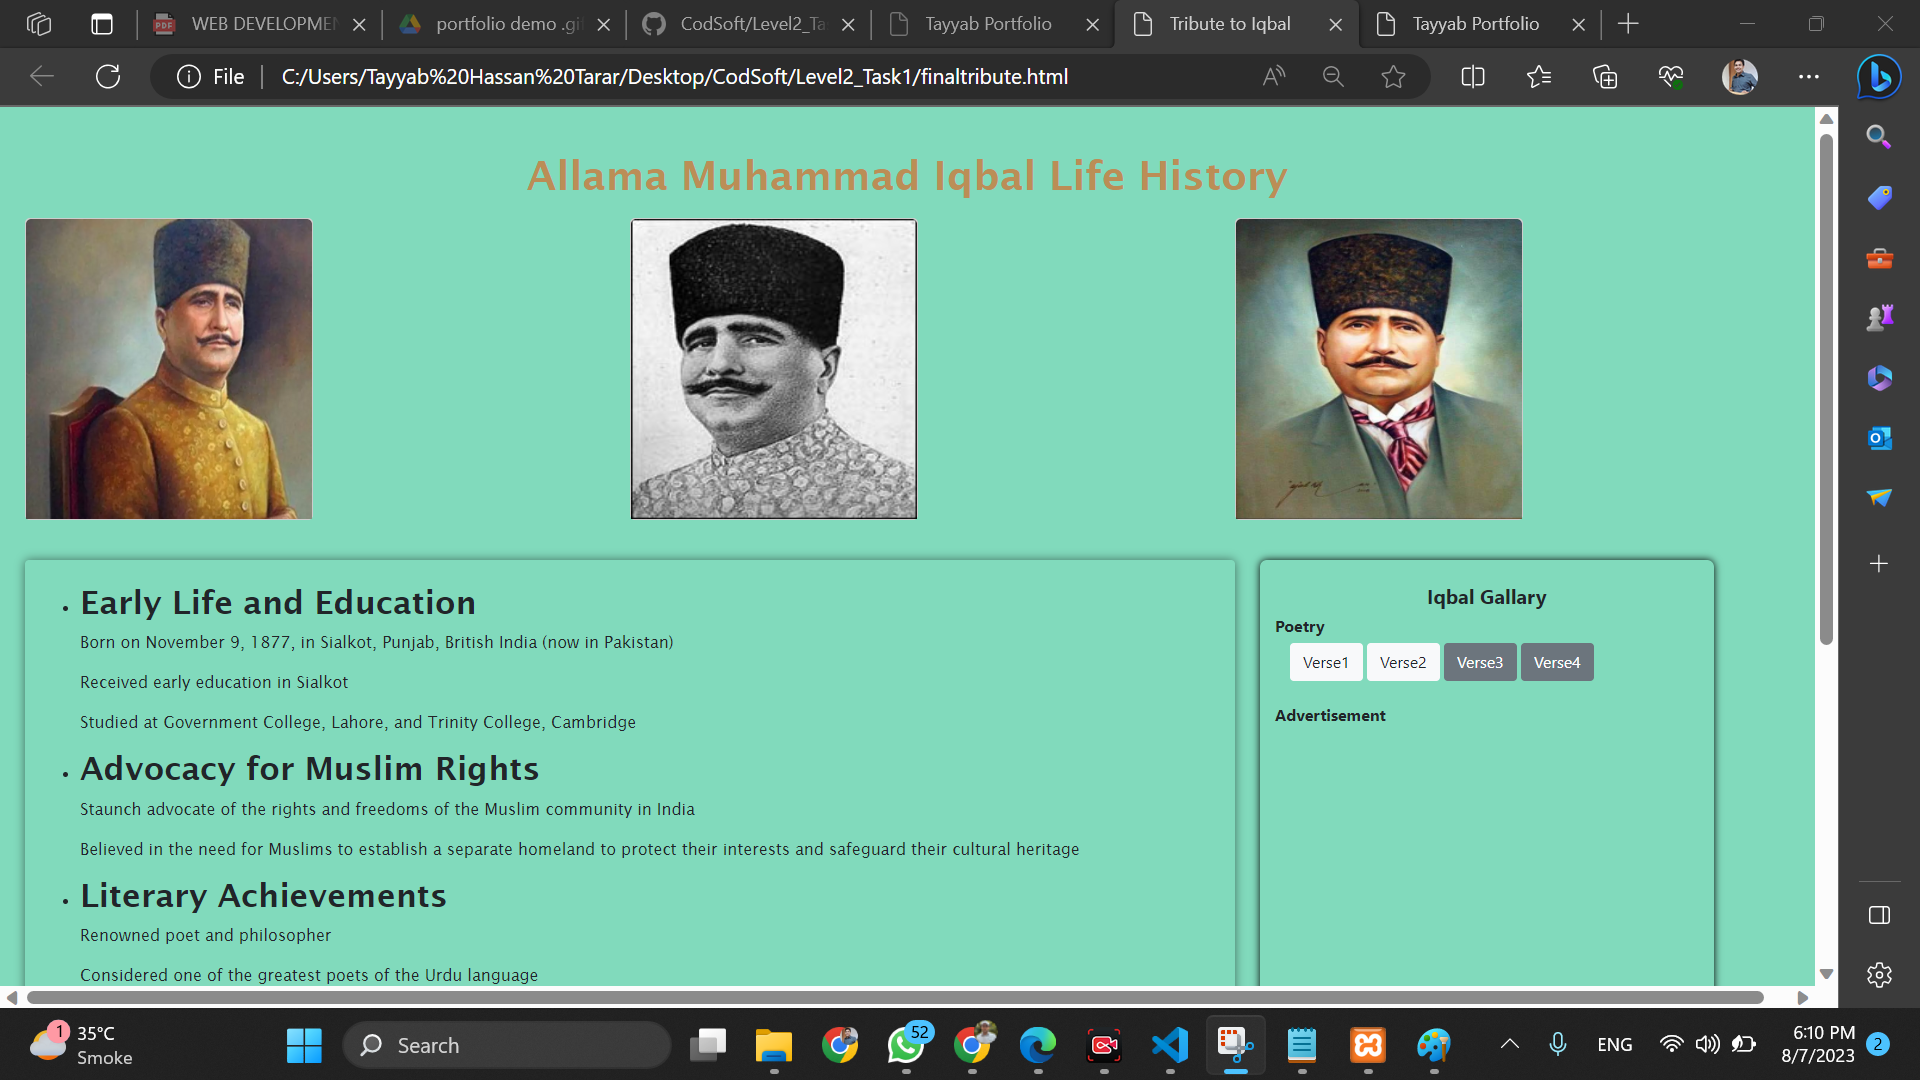 WEB DEVELOPME
portfolio demo .gi
CodSoft/Level2_Ta
Tayyab Portfolio
Tribute to Iqbal
Tayyab Portfolio
File
C:/Users/Tayyab%20Hassan%20Tarar/Desktop/CodSoft/Level2_Task1/finaltribute.html
Allama Muhammad Iqbal Life History
• Early Life and Education
Born on November 9, 1877, in Sialkot, Punjab, British India (now in Pakistan)
Received early education in Sialkot
Studied at Government College, Lahore, and Trinity College, Cambridge
• Advocacy for Muslim Rights
Staunch advocate of the rights and freedoms of the Muslim community in India
Believed in the need for Muslims to establish a separate homeland to protect their interests and safeguard their cultural heritage
• Literary Achievements
Renowned poet and philosopher
Considered one of the greatest poets of the Urdu language
Iqbal Gallary
Poetry
Verse1 Verse2 Verse3 Verse4
Advertisement
1
35°C
Smoke
Search
52
ENG
6:10 PM
8/7/2023
2